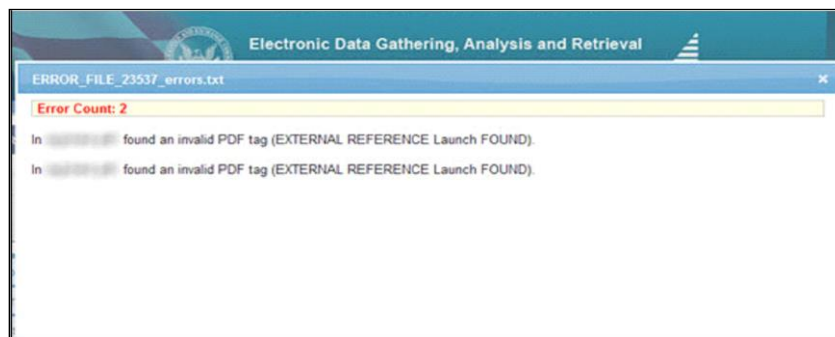 Electronic Data Gathering, Analysis and Retrieval
ERROR_FILE_23537_errors.txt
Error Count: 2
In found an invalid PDF tag (EXTERNAL REFERENCE Launch FOUND).
In found an invalid PDF tag (EXTERNAL REFERENCE Launch FOUND).